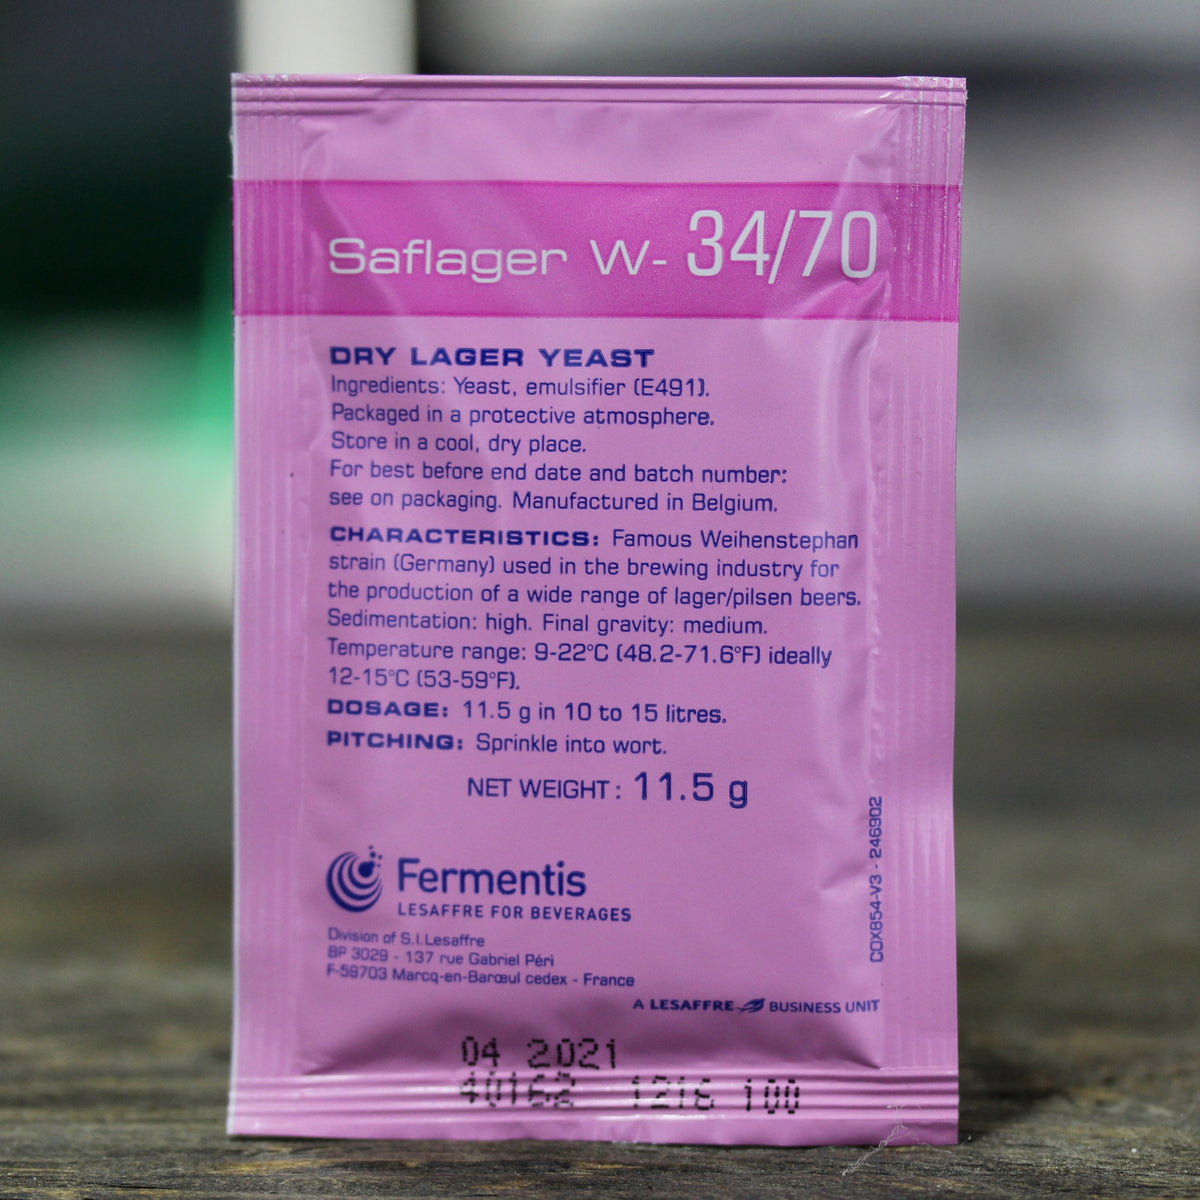 Saflager W- 34/70
DRY LAGER YEAST
Ingredients: Yeast, emulsifier (E491).
Packaged in a protective atmosphere.
Store in a cool, dry place.
For best before end date and batch number:
see on packaging. Manufactured in Belgium.
CHARACTERISTICS: Famous Weihenstephan
strain (Germany) used in the brewing industry for
the production of a wide range of lager/pilsen beers.
Sedimentation: high. Final gravity: medium.
Temperature range: 9-22°C (48.2-71.6°F) ideally
12-15°C (53-59°F).
DOSAGE: 11.5 g in 10 to 15 litres.
PITCHING: Sprinkle into wort.
NET WEIGHT : 11.5 g
COX854-V3 - 246902
Fermentis
LESAFFRE FOR BEVERAGES
Division of S.I.Lesaffre
BP 3029 - 137 rue Gabriel Péri
F-59703 Marcq-en-Barœul cedex - France
A LESAFFRE BUSINESS UNIT
04 2021
40162 1216 100